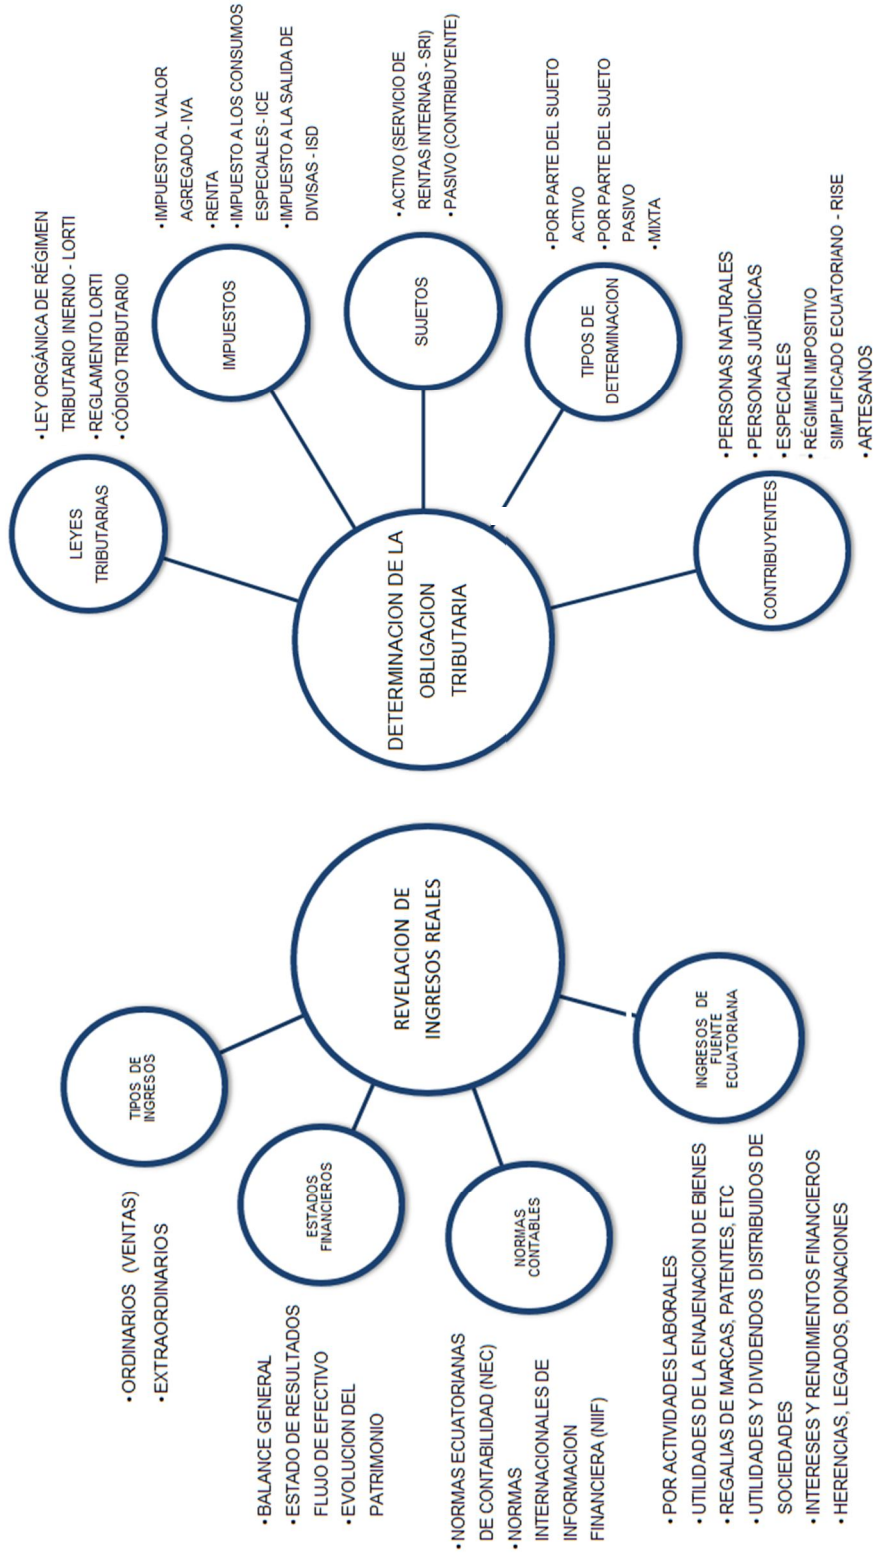 REVELACION DE
INGRESOS REALES
TIPOS DE
INGRESOS
• ORDINARIOS (VENTAS)
• EXTRAORDINARIOS
ESTADOS
FINANCIEROS
• BALANCE GENERAL
• ESTADO DE RESULTADOS
FLUJO DE EFECTIVO
• EVOLUCION DEL
PATRIMONIO
NORMAS
CONTABLES
• NORMAS ECUATORIANAS
DE CONTABILIDAD (NEC)
• NORMAS
INTERNACIONALES DE
INFORMACION
FINANCIERA (NIIF)
INGRESOS DE
FUENTE
ECUATORIANA
• POR ACTIVIDADES LABORALES
• UTILIDADES DE LA ENAJENACION DE BIENES
• REGALIAS DE MARCAS, PATENTES, ETC
• UTILIDADES Y DIVIDENDOS DISTRIBUIDOS DE
SOCIEDADES
• INTERESES Y RENDIMIENTOS FINANCIEROS
• HERENCIAS, LEGADOS, DONACIONES
DETERMINACION DE LA
OBLIGACION
TRIBUTARIA
LEYES
TRIBUTARIAS
• LEY ORGÁNICA DE RÉGIMEN
TRIBUTARIO INERNO - LORTI
• REGLAMENTO LORTI
• CÓDIGO TRIBUTARIO
IMPUESTOS
• IMPUESTO AL VALOR
AGREGADO - IVA
• RENTA
• IMPUESTO A LOS CONSUMOS
ESPECIALES - ICE
• IMPUESTO A LA SALIDA DE
DIVISAS - ISD
SUJETOS
• ACTIVO (SERVICIO DE
RENTAS INTERNAS - SRI)
• PASIVO (CONTRIBUYENTE)
TIPOS DE
DETERMINACION
• POR PARTE DEL SUJETO
ACTIVO
• POR PARTE DEL SUJETO
PASIVO
• MIXTA
CONTRIBUYENTES
• PERSONAS NATURALES
• PERSONAS JURÍDICAS
• ESPECIALES
• RÉGIMEN IMPOSITIVO
SIMPLIFICADO ECUATORIANO - RISE
• ARTESANOS